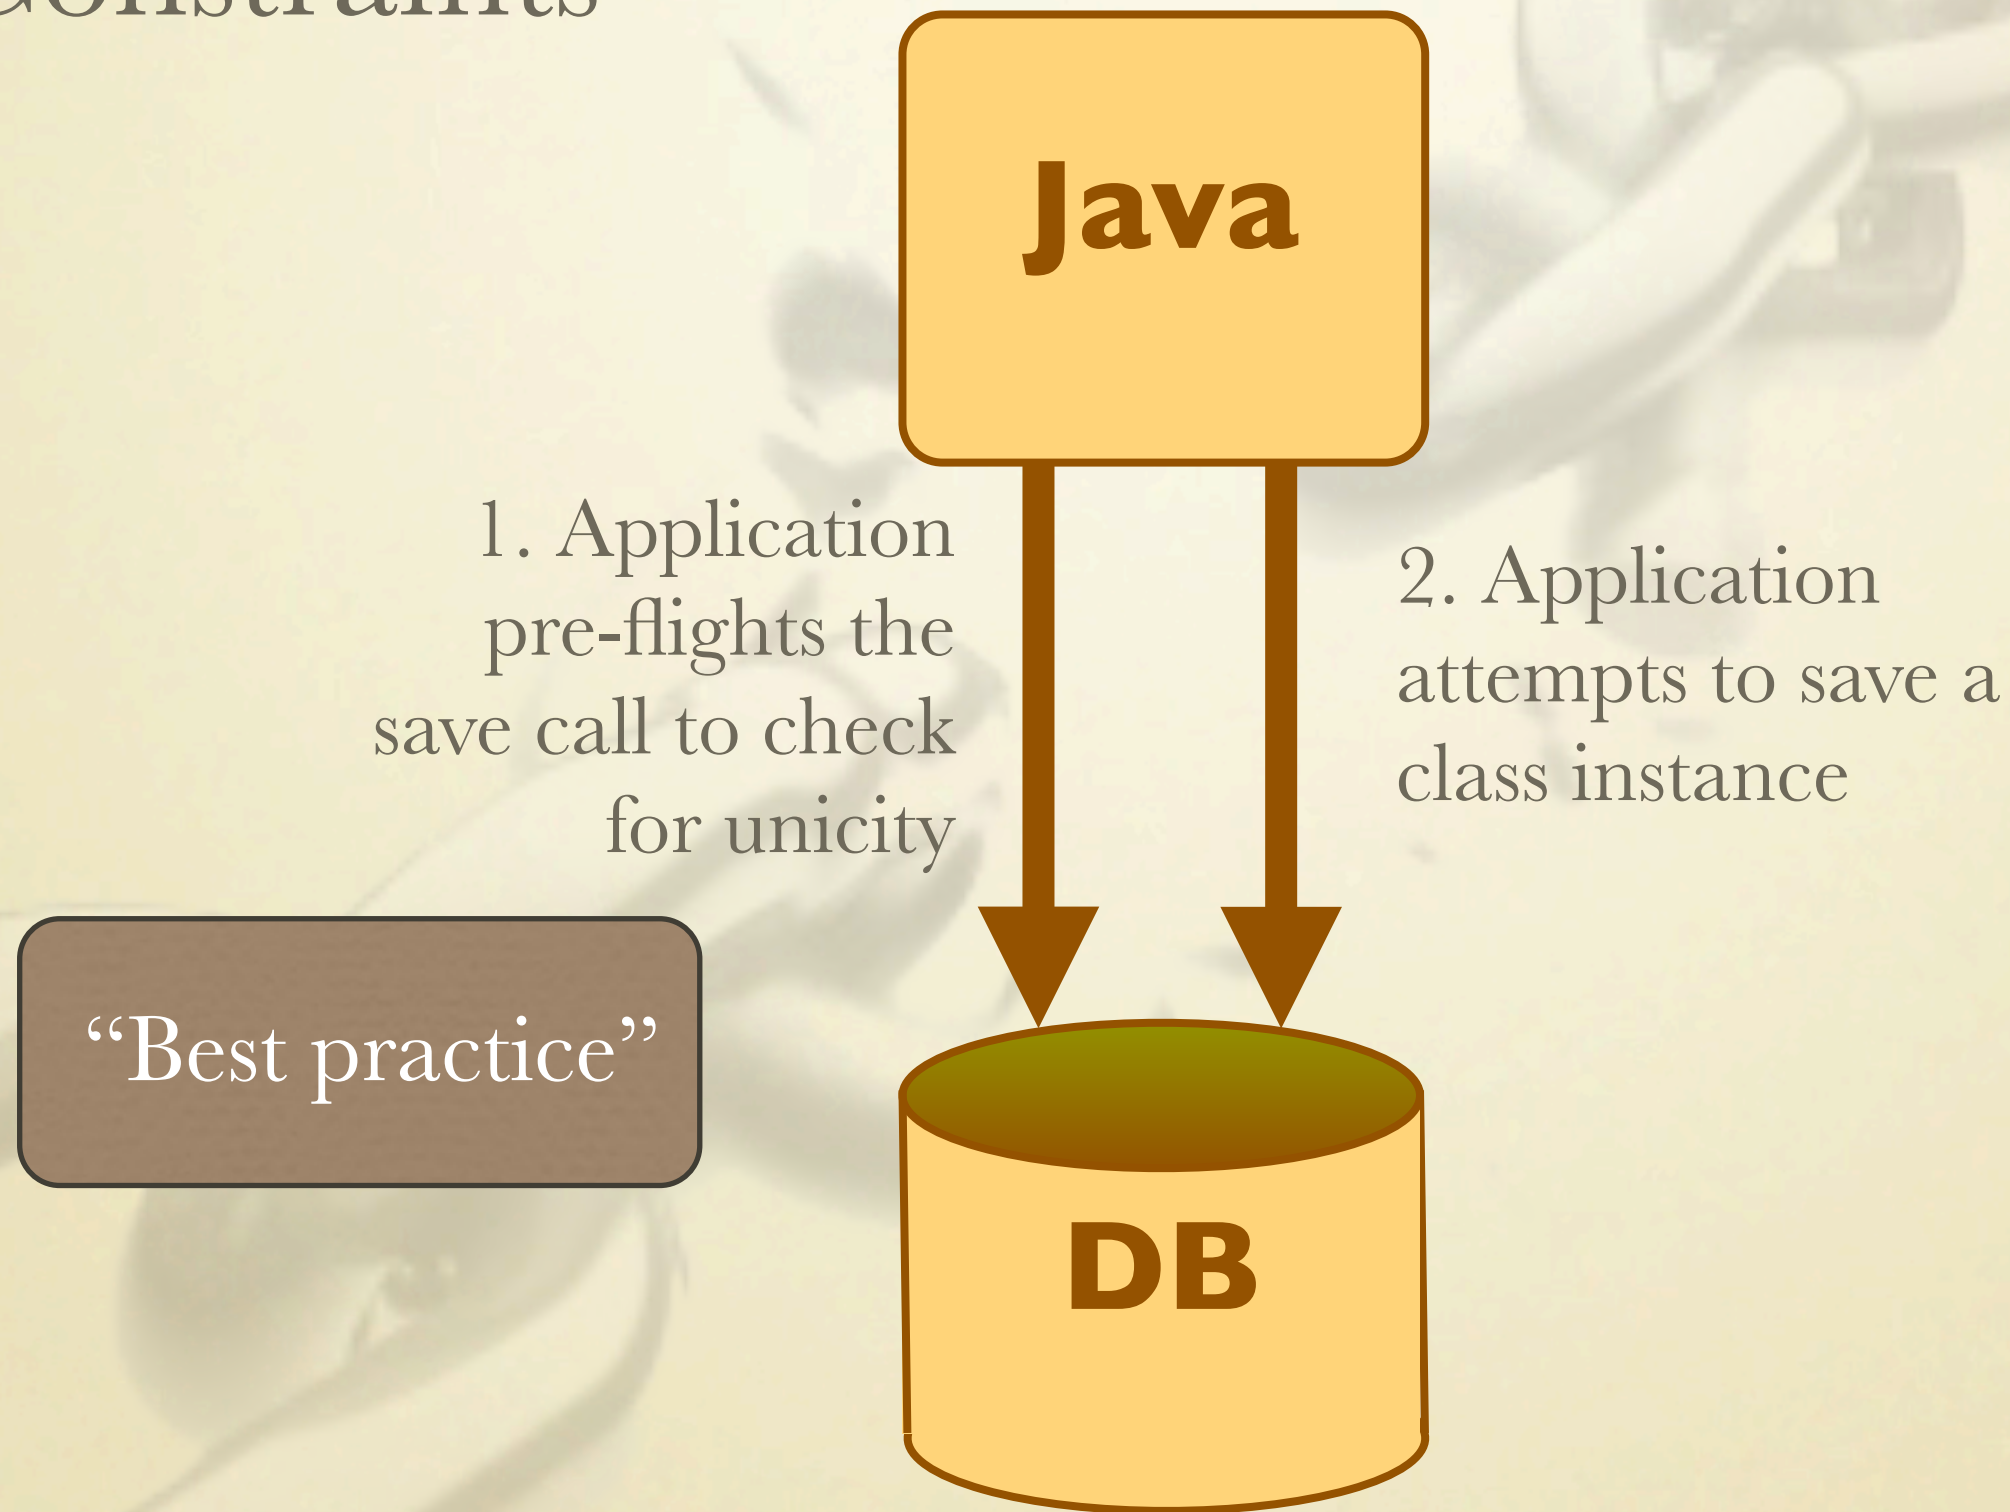 Constraints
Java
1. Application
pre-flights the
save call to check
for unicity
2. Application
attempts to save a
class instance
“Best practice”
DB